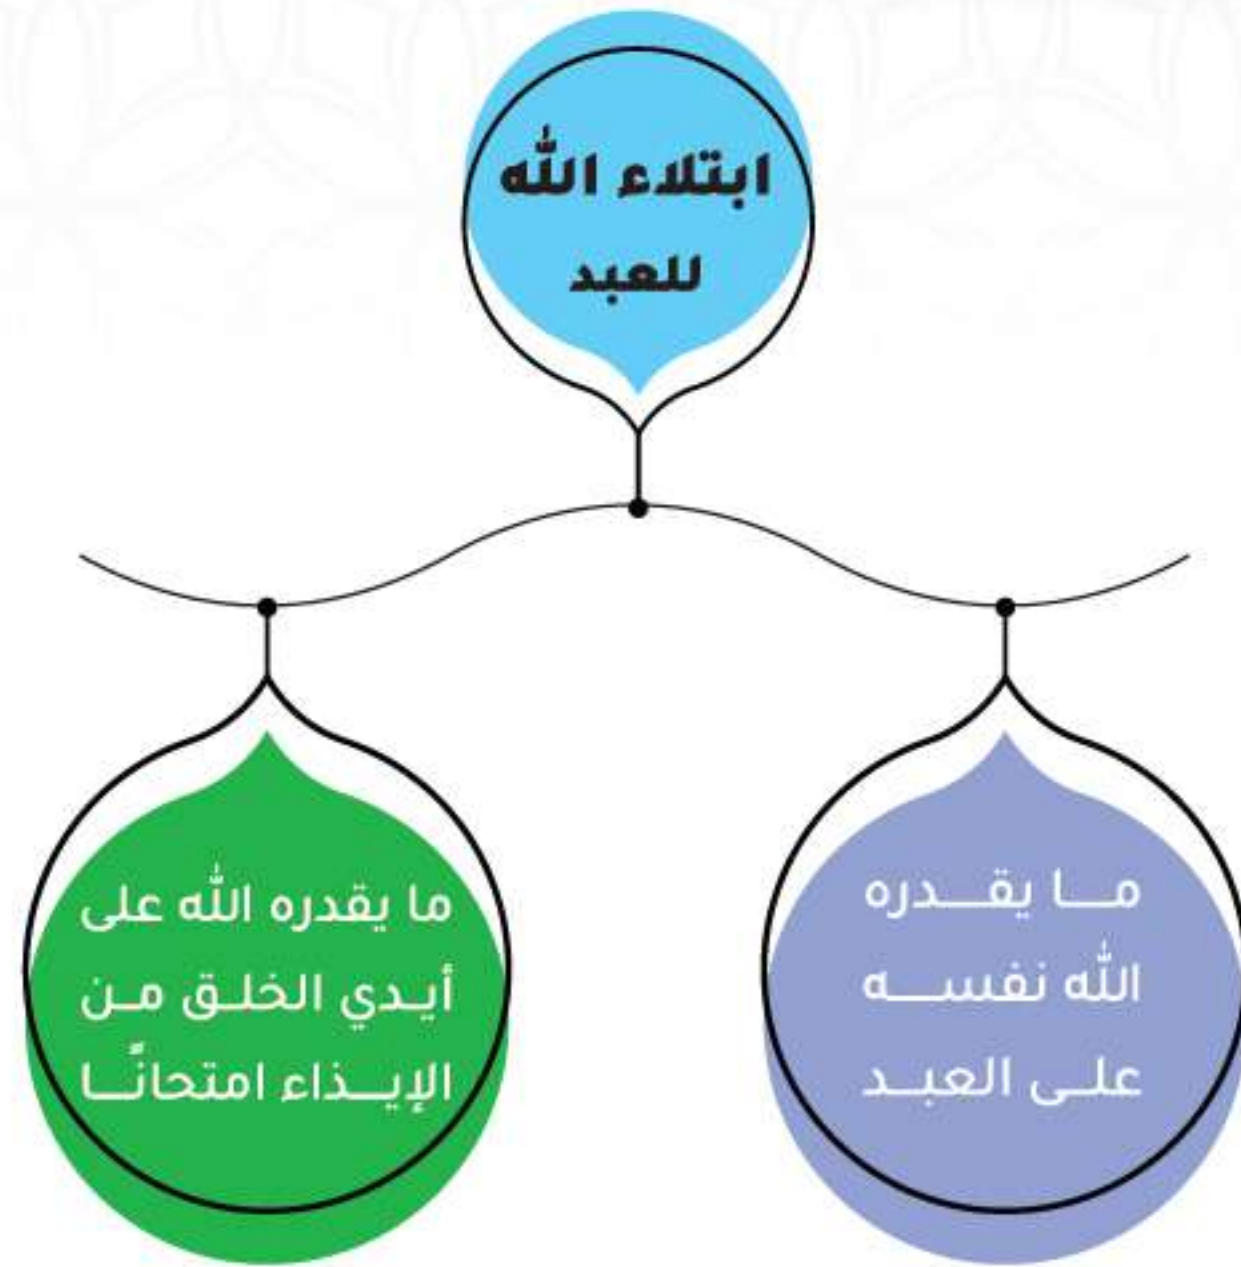 ابتلاء الله
للعبد
ما يقدره
الله نفسه
على العبد
ما يقدره الله على
أيدي الخلق من
الإيذاء امتحانًا